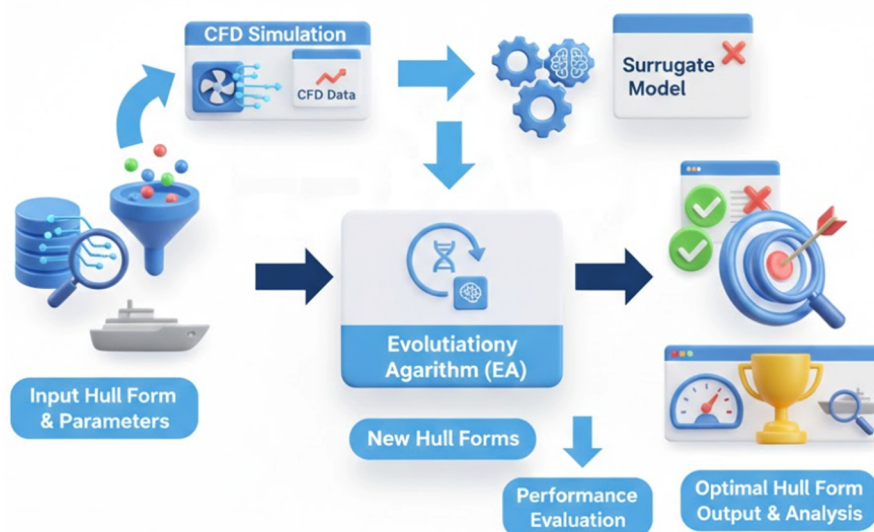 CFD Simulation
CFD Data
Surrugate
Model
Input Hull Form
& Parameters
Evolutiationy
Agarithm (EA)
New Hull Forms
Performance
Evaluation
Optimal Hull Form
Output & Analysis